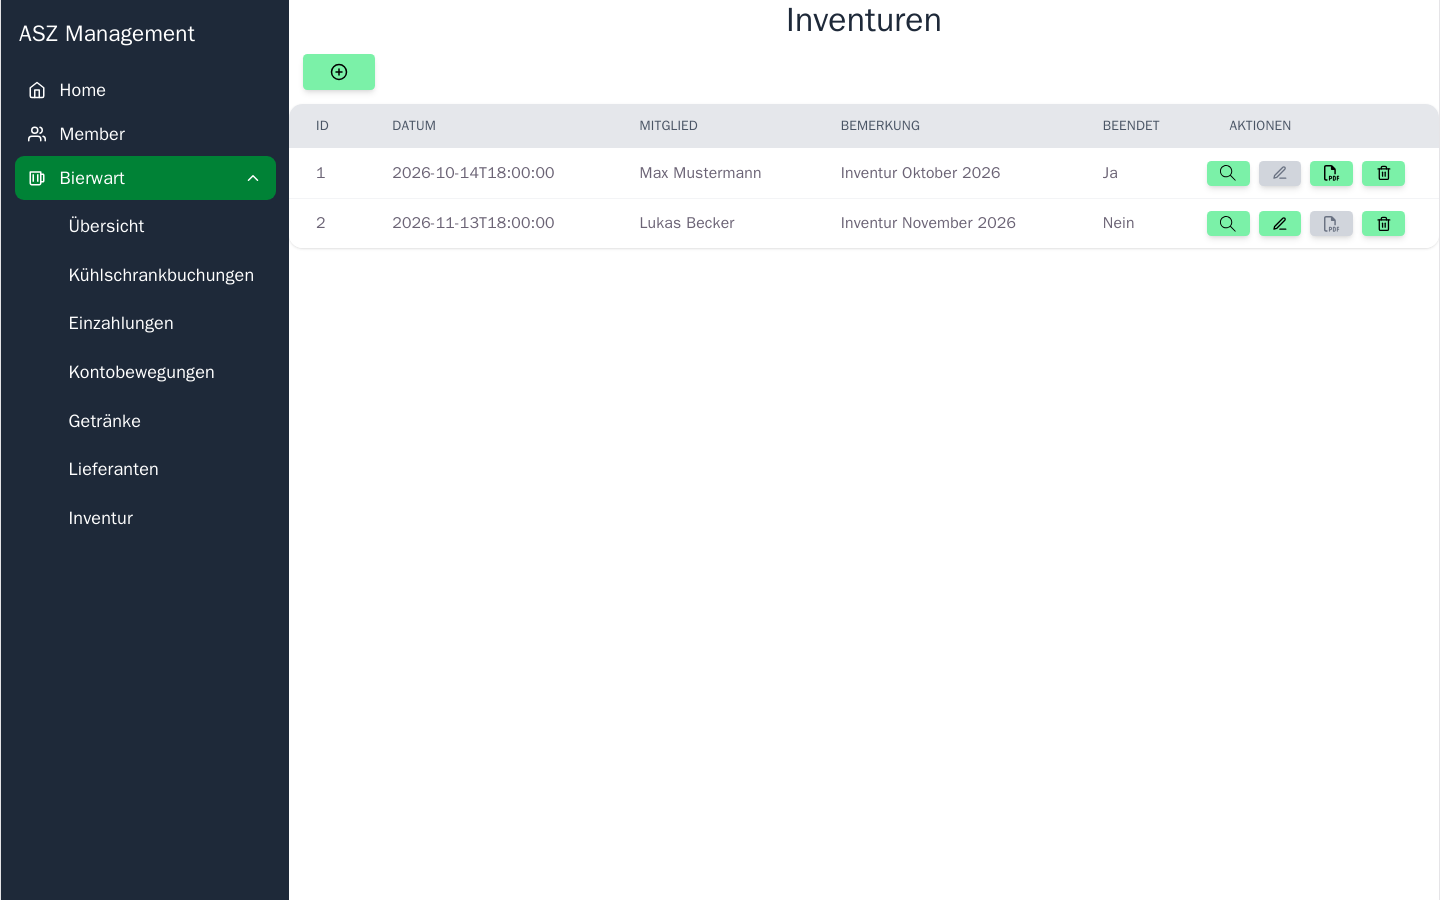 ASZ Management
Home
Member
Bierwart
Übersicht
Kühlschrankbuchungen
Einzahlungen
Kontobewegungen
Getränke
Lieferanten
Inventur
Inventuren
ID DATUM MITGLIED BEMERKUNG BEENDET AKTIONEN
1 2026-10-14T18:00:00 Max Mustermann Inventur Oktober 2026 Ja PDF
2 2026-11-13T18:00:00 Lukas Becker Inventur November 2026 Nein PDF